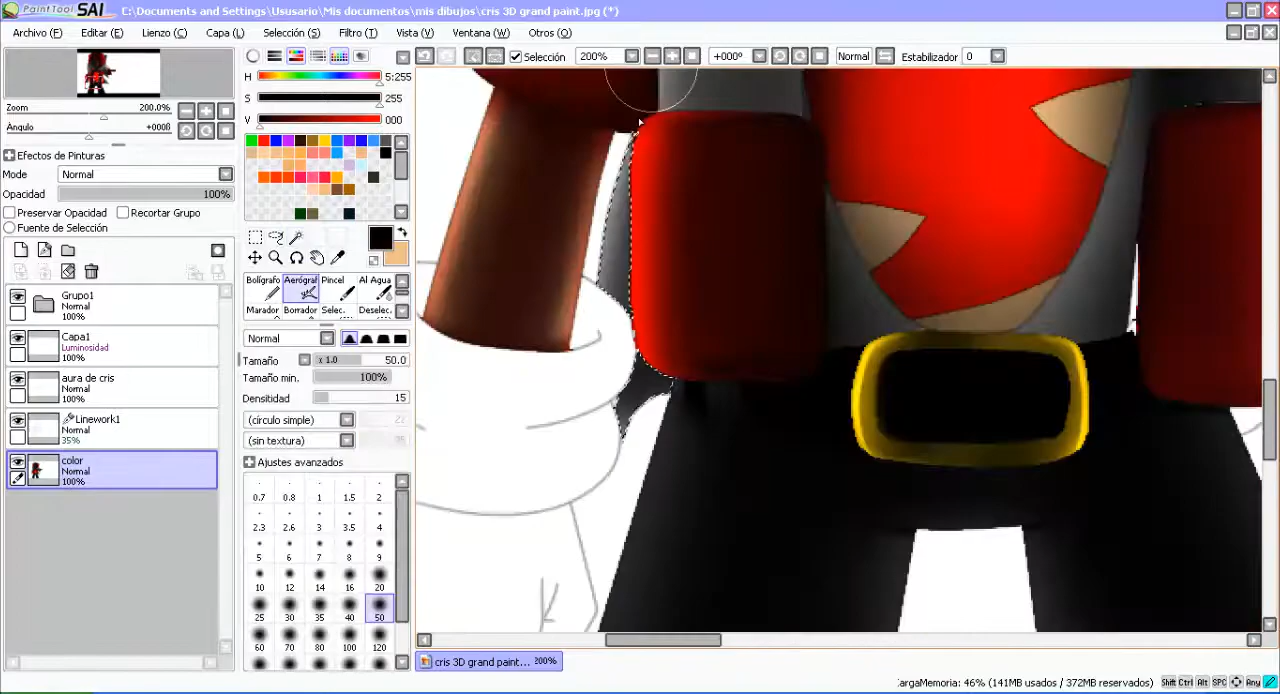 PaintTool SAI C:\Documents and Settings\Ususario\Mis documentos\mis dibujos\cris 3D grand paint.jpg (*)
Archivo (F) Editar (E) Lienzo (C) Capa (L) Selección (S) Filtro (T) Vista (V) Ventana (W) Otros (O)
Selección 200% +000º Normal Estabilizador 0
Zoom 200.0%
Ángulo +000º
Efectos de Pinturas
Modo Normal
Opacidad 100%
Preservar Opacidad Recortar Grupo
Fuente de Selección
Grupo1
Normal
100%
Capa1
Luminosidad
100%
aura de cris
Normal
100%
Linework1
Normal
35%
color
Normal
100%
H 5:255
S 255
V 000
Bolígrafo Aerógraf Pincel Al Agua
Marador Borrador Selec. Deselec.
Normal
Tamaño x 1.0 50.0
Tamaño min. 100%
Densitidad 15
(círculo simple)
(sin textura)
Ajustes avanzados
0.7 0.8 1 1.5 2
2.3 2.6 3 3.5 4
5 6 7 8 9
10 12 14 16 20
25 30 35 40 50
60 70 80 100 120
cris 3D grand paint... 200%
argaMemoria: 46% (141MB usados / 372MB reservados) Shift Ctrl Alt SPC Any